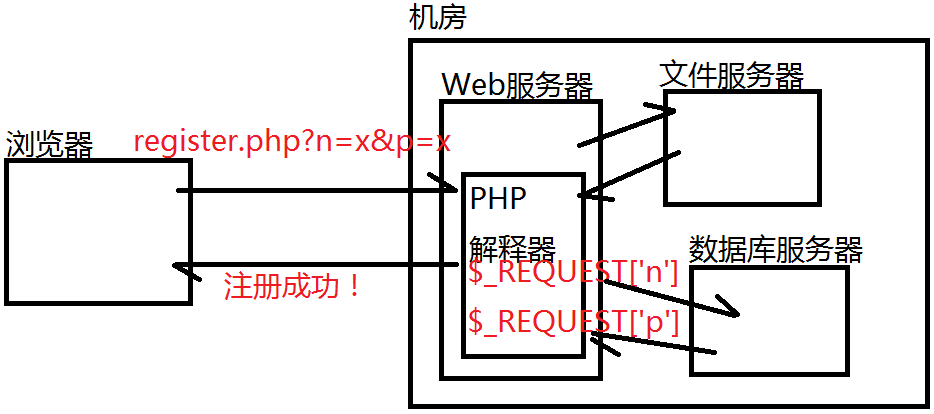 机房
Web服务器
文件服务器
浏览器
register.php?n=x&p=x
PHP
解释器
数据库服务器
$_REQUEST['n']
注册成功！
$_REQUEST['p']